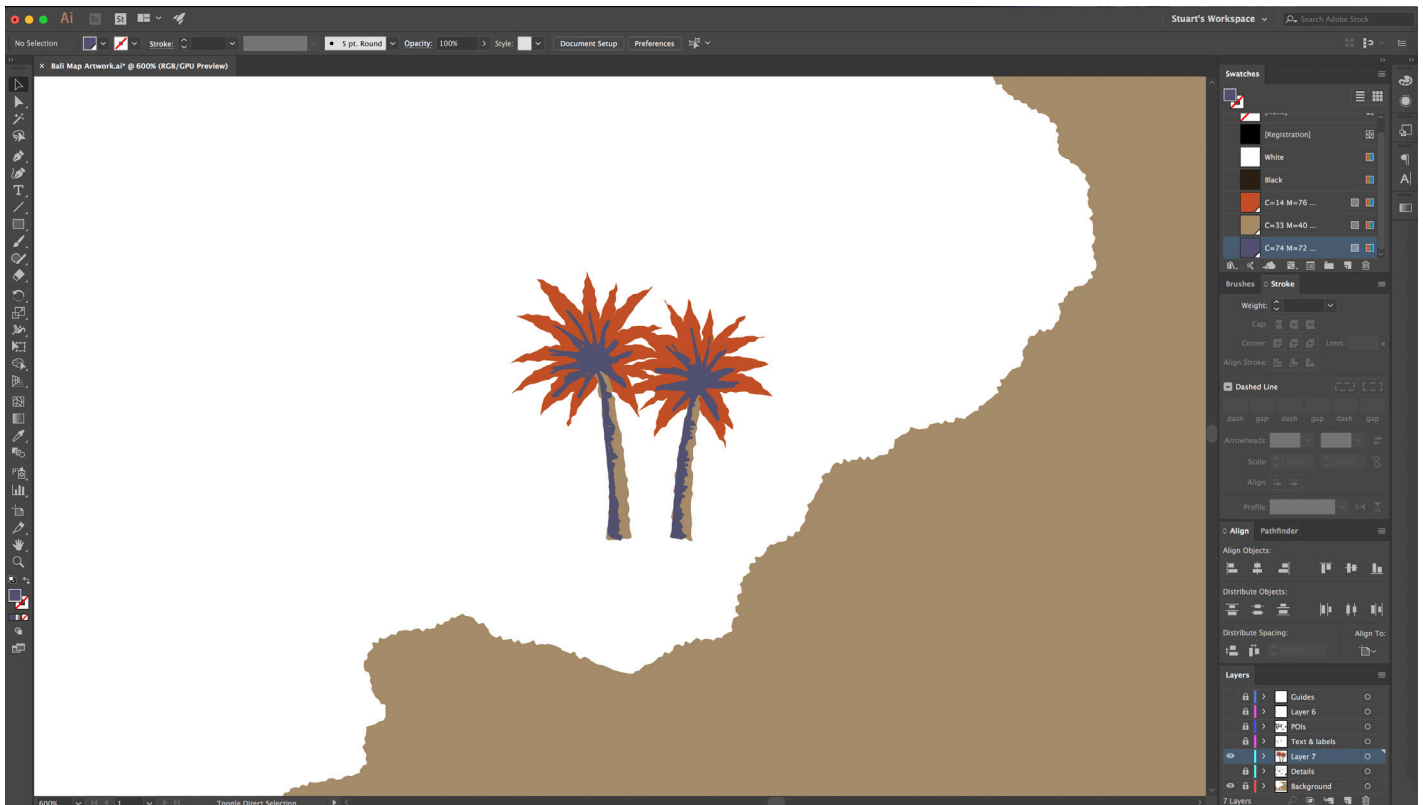 Ai Br St Stuart's Workspace Search Adobe Stock
No Selection Stroke: 5 pt. Round Opacity: 100% Style: Document Setup Preferences
× Bali Map Artwork.ai* @ 600% (RGB/GPU Preview)
Swatches
[Registration]
White
Black
C=14 M=76 ...
C=33 M=40 ...
C=74 M=72 ...
Brushes Stroke
Weight:
Cap:
Corner: Limit: x
Align Stroke:
Dashed Line
dash gap dash gap dash gap
Arrowheads:
Scale: 100% 100%
Align:
Profile:
Align Pathfinder
Align Objects:
Distribute Objects:
Distribute Spacing: Align To:
Layers
Guides
Layer 6
POIs
Text & labels
Layer 7
Details
Background
7 Layers
600% 1 Toggle Direct Selection